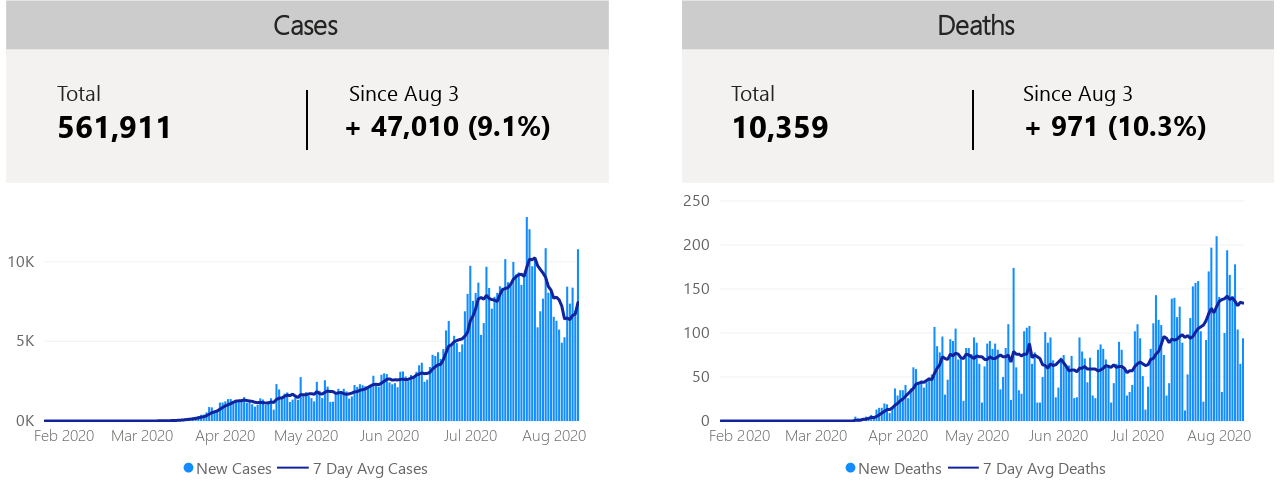 Cases
Total
561,911
Since Aug 3
+ 47,010 (9.1%)
10K
5K
0K
Feb 2020 Mar 2020 Apr 2020 May 2020 Jun 2020 Jul 2020 Aug 2020
New Cases 7 Day Avg Cases
Deaths
Total
10,359
Since Aug 3
+ 971 (10.3%)
250
200
150
100
50
0
Feb 2020 Mar 2020 Apr 2020 May 2020 Jun 2020 Jul 2020 Aug 2020
New Deaths 7 Day Avg Deaths